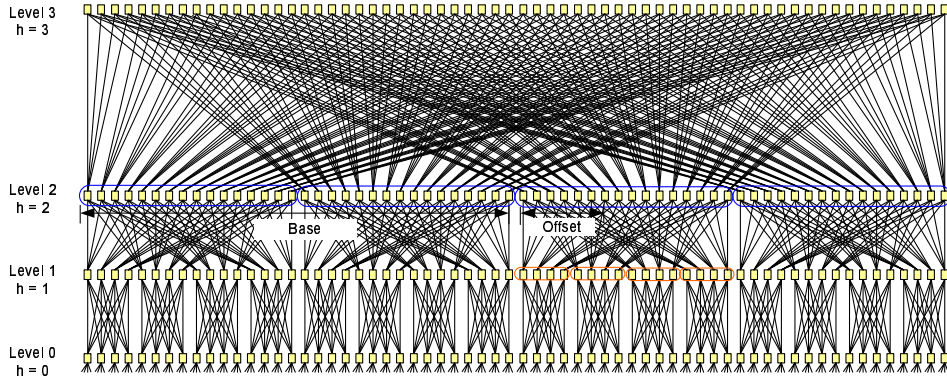 Level 3
h = 3
Level 2
h = 2
Base
Offset
Level 1
h = 1
Level 0
h = 0